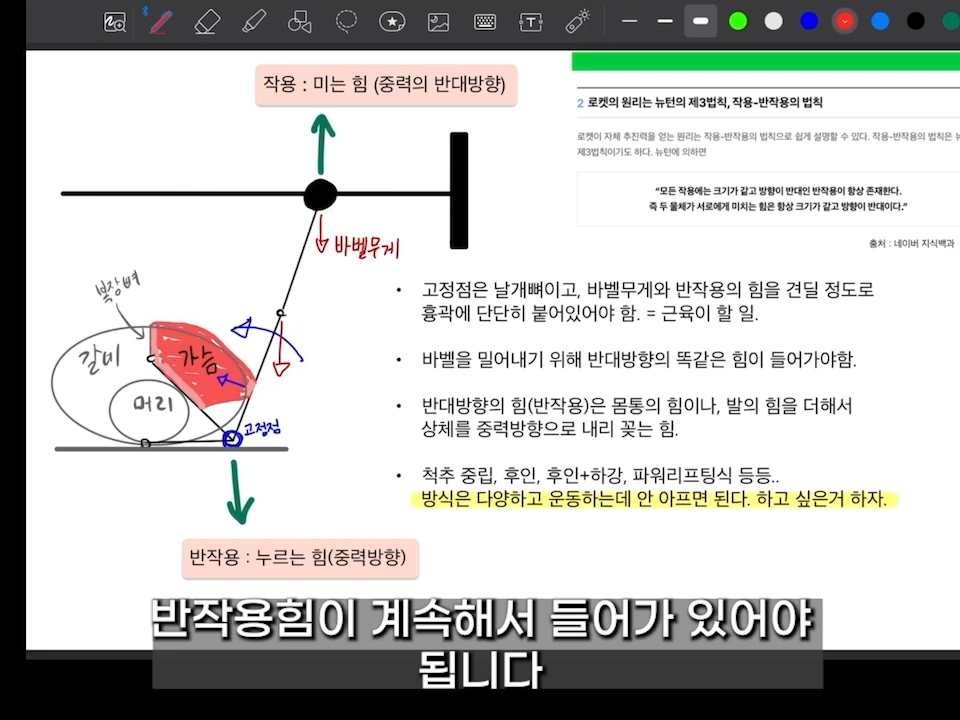 작용 : 미는 힘 (중력의 반대방향)
2 로켓의 원리는 뉴턴의 제3법칙, 작용-반작용의 법칙
로켓이 자체 추진력을 얻는 원리는 작용-반작용의 법칙으로 쉽게 설명할 수 있다. 작용-반작용의 법칙은
제3법칙이기도 하다. 뉴턴에 의하면
“모든 작용에는 크기가 같고 방향이 반대인 반작용이 항상 존재한다.
즉 두 물체가 서로에게 미치는 힘은 항상 크기가 같고 방향이 반대이다.”
출처 : 네이버 지식백과
바벨무게
복장뼈
갈비
가슴
머리
고정점
• 고정점은 날개뼈이고, 바벨무게와 반작용의 힘을 견딜 정도로
흉곽에 단단히 붙어있어야 함. = 근육이 할 일.
• 바벨을 밀어내기 위해 반대방향의 똑같은 힘이 들어가야함.
• 반대방향의 힘(반작용)은 몸통의 힘이나, 발의 힘을 더해서
상체를 중력방향으로 내리 꽂는 힘.
• 척추 중립, 후인, 후인+하강, 파워리프팅식 등등..
방식은 다양하고 운동하는데 안 아프면 된다. 하고 싶은거 하자.
반작용 : 누르는 힘(중력방향)
반작용힘이 계속해서 들어가 있어야
됩니다